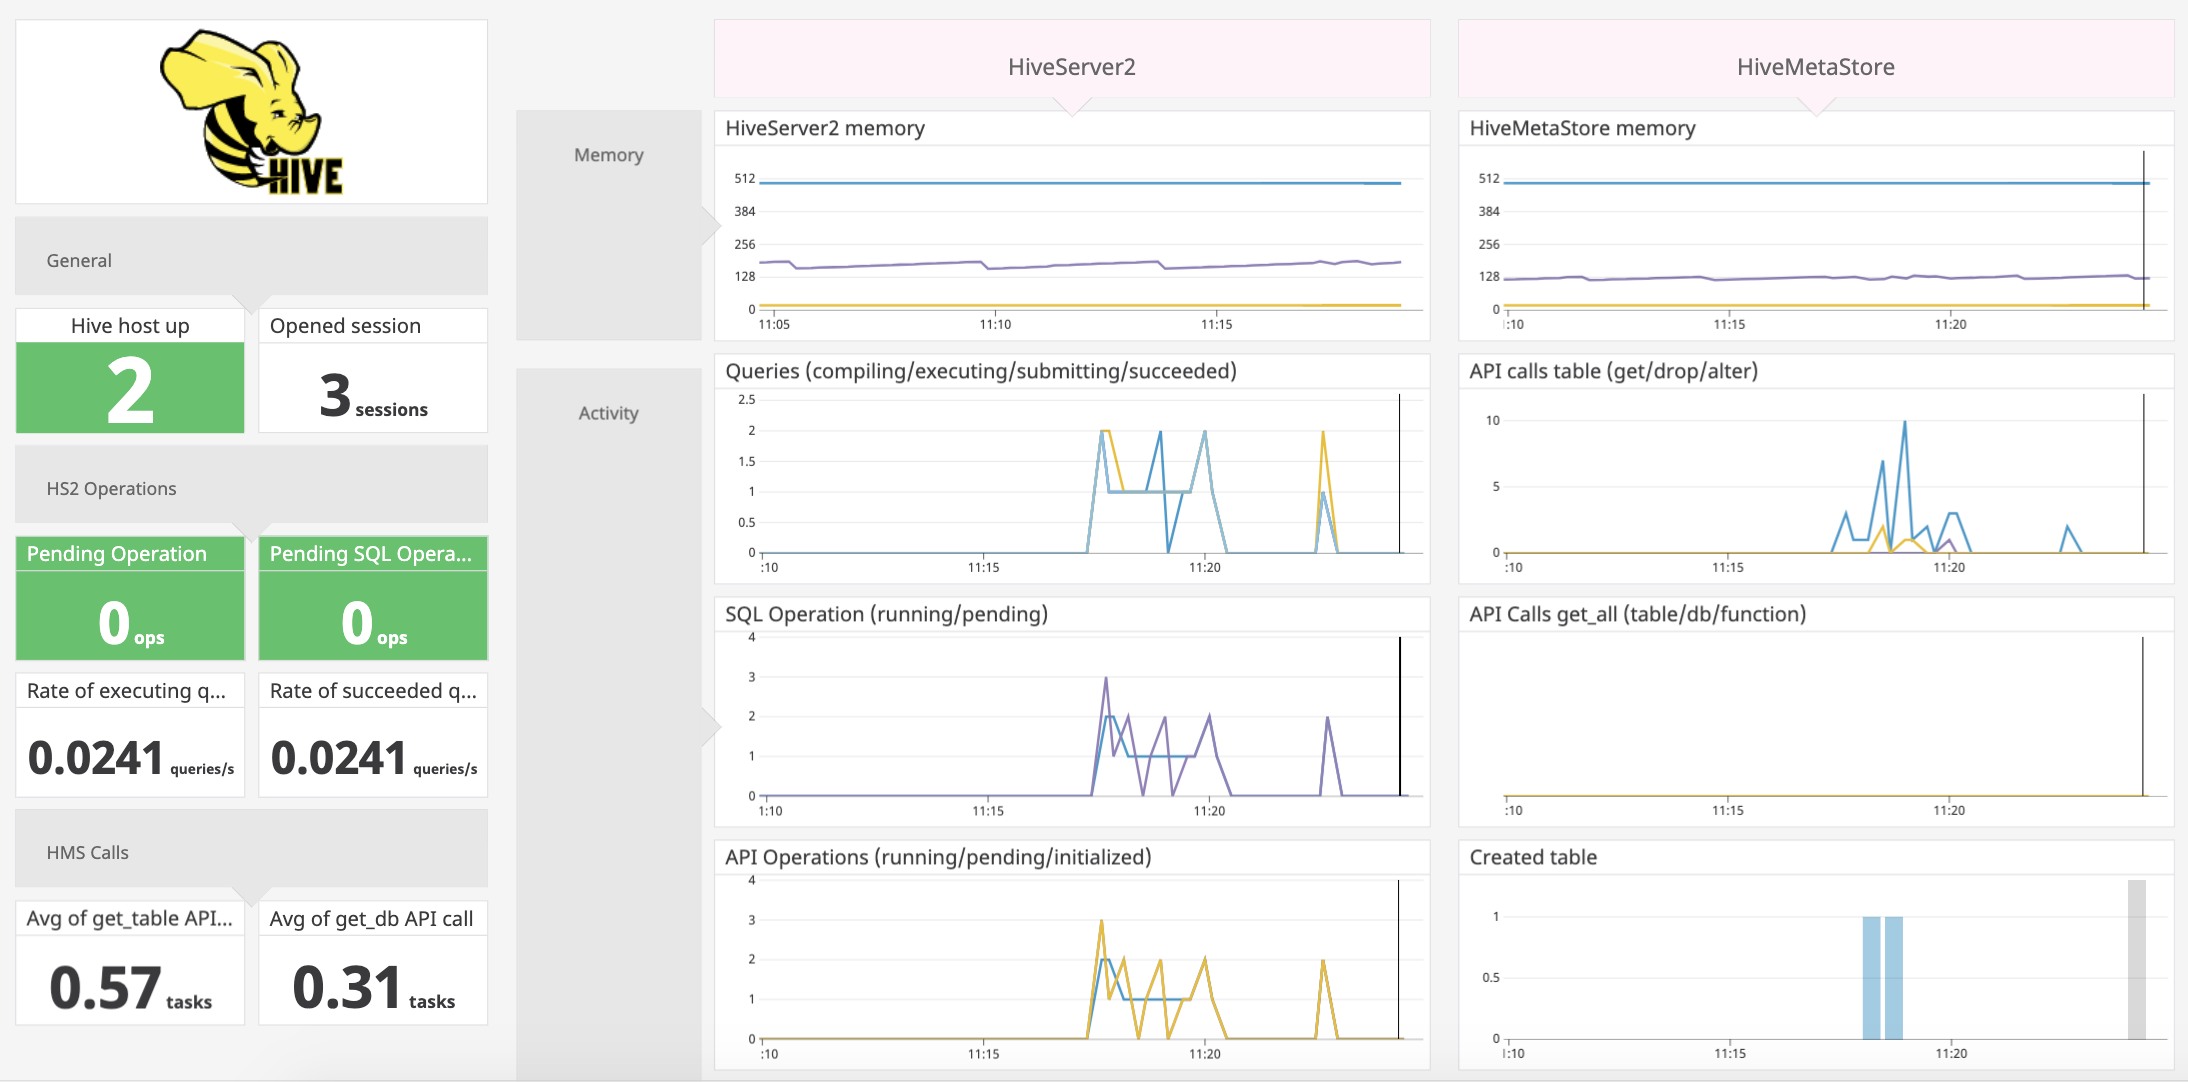 HIVE
General
Hive host up
2
Opened session
3 sessions
HS2 Operations
Pending Operation
0 ops
Pending SQL Opera...
0 ops
Rate of executing q...
0.0241 queries/s
Rate of succeeded q...
0.0241 queries/s
HMS Calls
Avg of get_table API...
0.57 tasks
Avg of get_db API call
0.31 tasks
Memory
Activity
HiveServer2
HiveServer2 memory
512
384
256
128
0
11:05 11:10 11:15
Queries (compiling/executing/submitting/succeeded)
2.5
2
1.5
1
0.5
0
:10 11:15 11:20
SQL Operation (running/pending)
4
3
2
1
0
1:10 11:15 11:20
API Operations (running/pending/initialized)
4
3
2
1
0
:10 11:15 11:20
HiveMetaStore
HiveMetaStore memory
512
384
256
128
0
:10 11:15 11:20
API calls table (get/drop/alter)
10
5
0
:10 11:15 11:20
API Calls get_all (table/db/function)
:10 11:15 11:20
Created table
1
0.5
0
:10 11:15 11:20